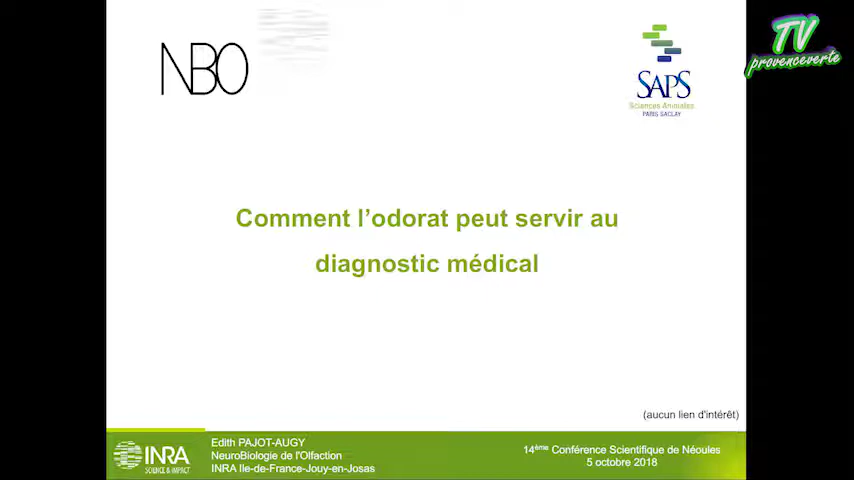 NBO
SAPS
Sciences Animales
PARIS SACLAY
TV
provenceverte
Comment l'odorat peut servir au
diagnostic médical
(aucun lien d'intérêt)
INRA
SCIENCE & IMPACT
Edith PAJOT-AUGY
NeuroBiologie de l'Olfaction
INRA Ile-de-France-Jouy-en-Josas
14ème Conférence Scientifique de Néoules
5 octobre 2018